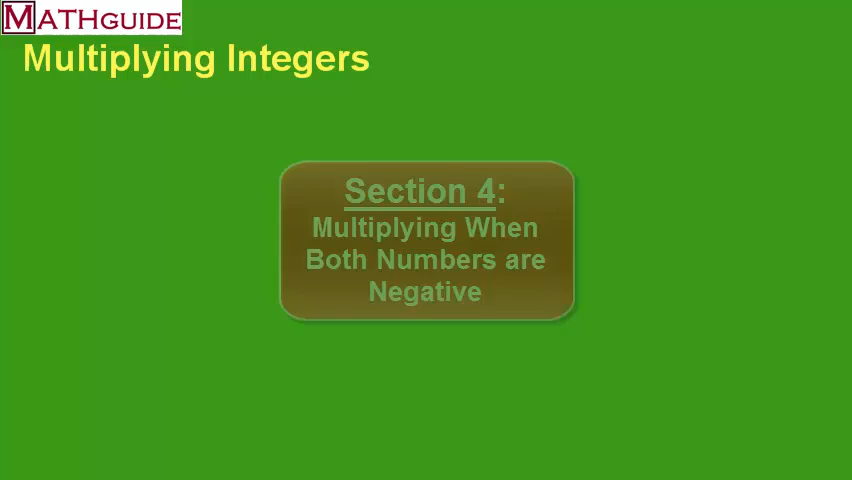 MATHGUIDE
Multiplying Integers
Section 4:
Multiplying When
Both Numbers are
Negative